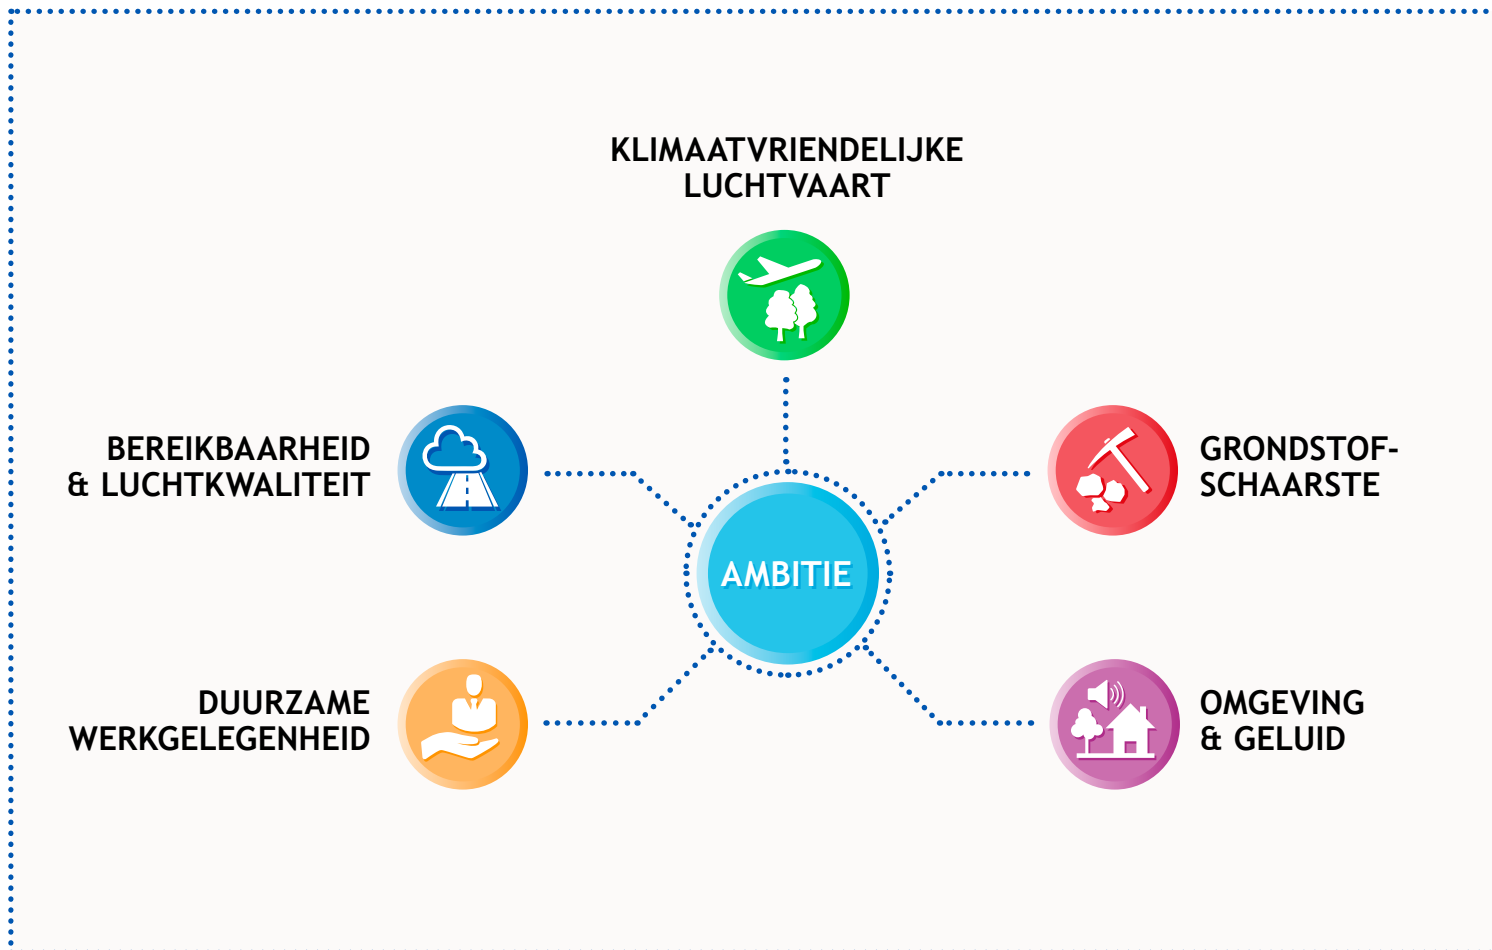 KLIMAATVRIENDELIJKE
LUCHTVAART
BEREIKBAARHEID
& LUCHTKWALITEIT
GRONDSTOF-
SCHAARSTE
AMBITIE
DUURZAME
WERKGELEGENHEID
OMGEVING
& GELUID